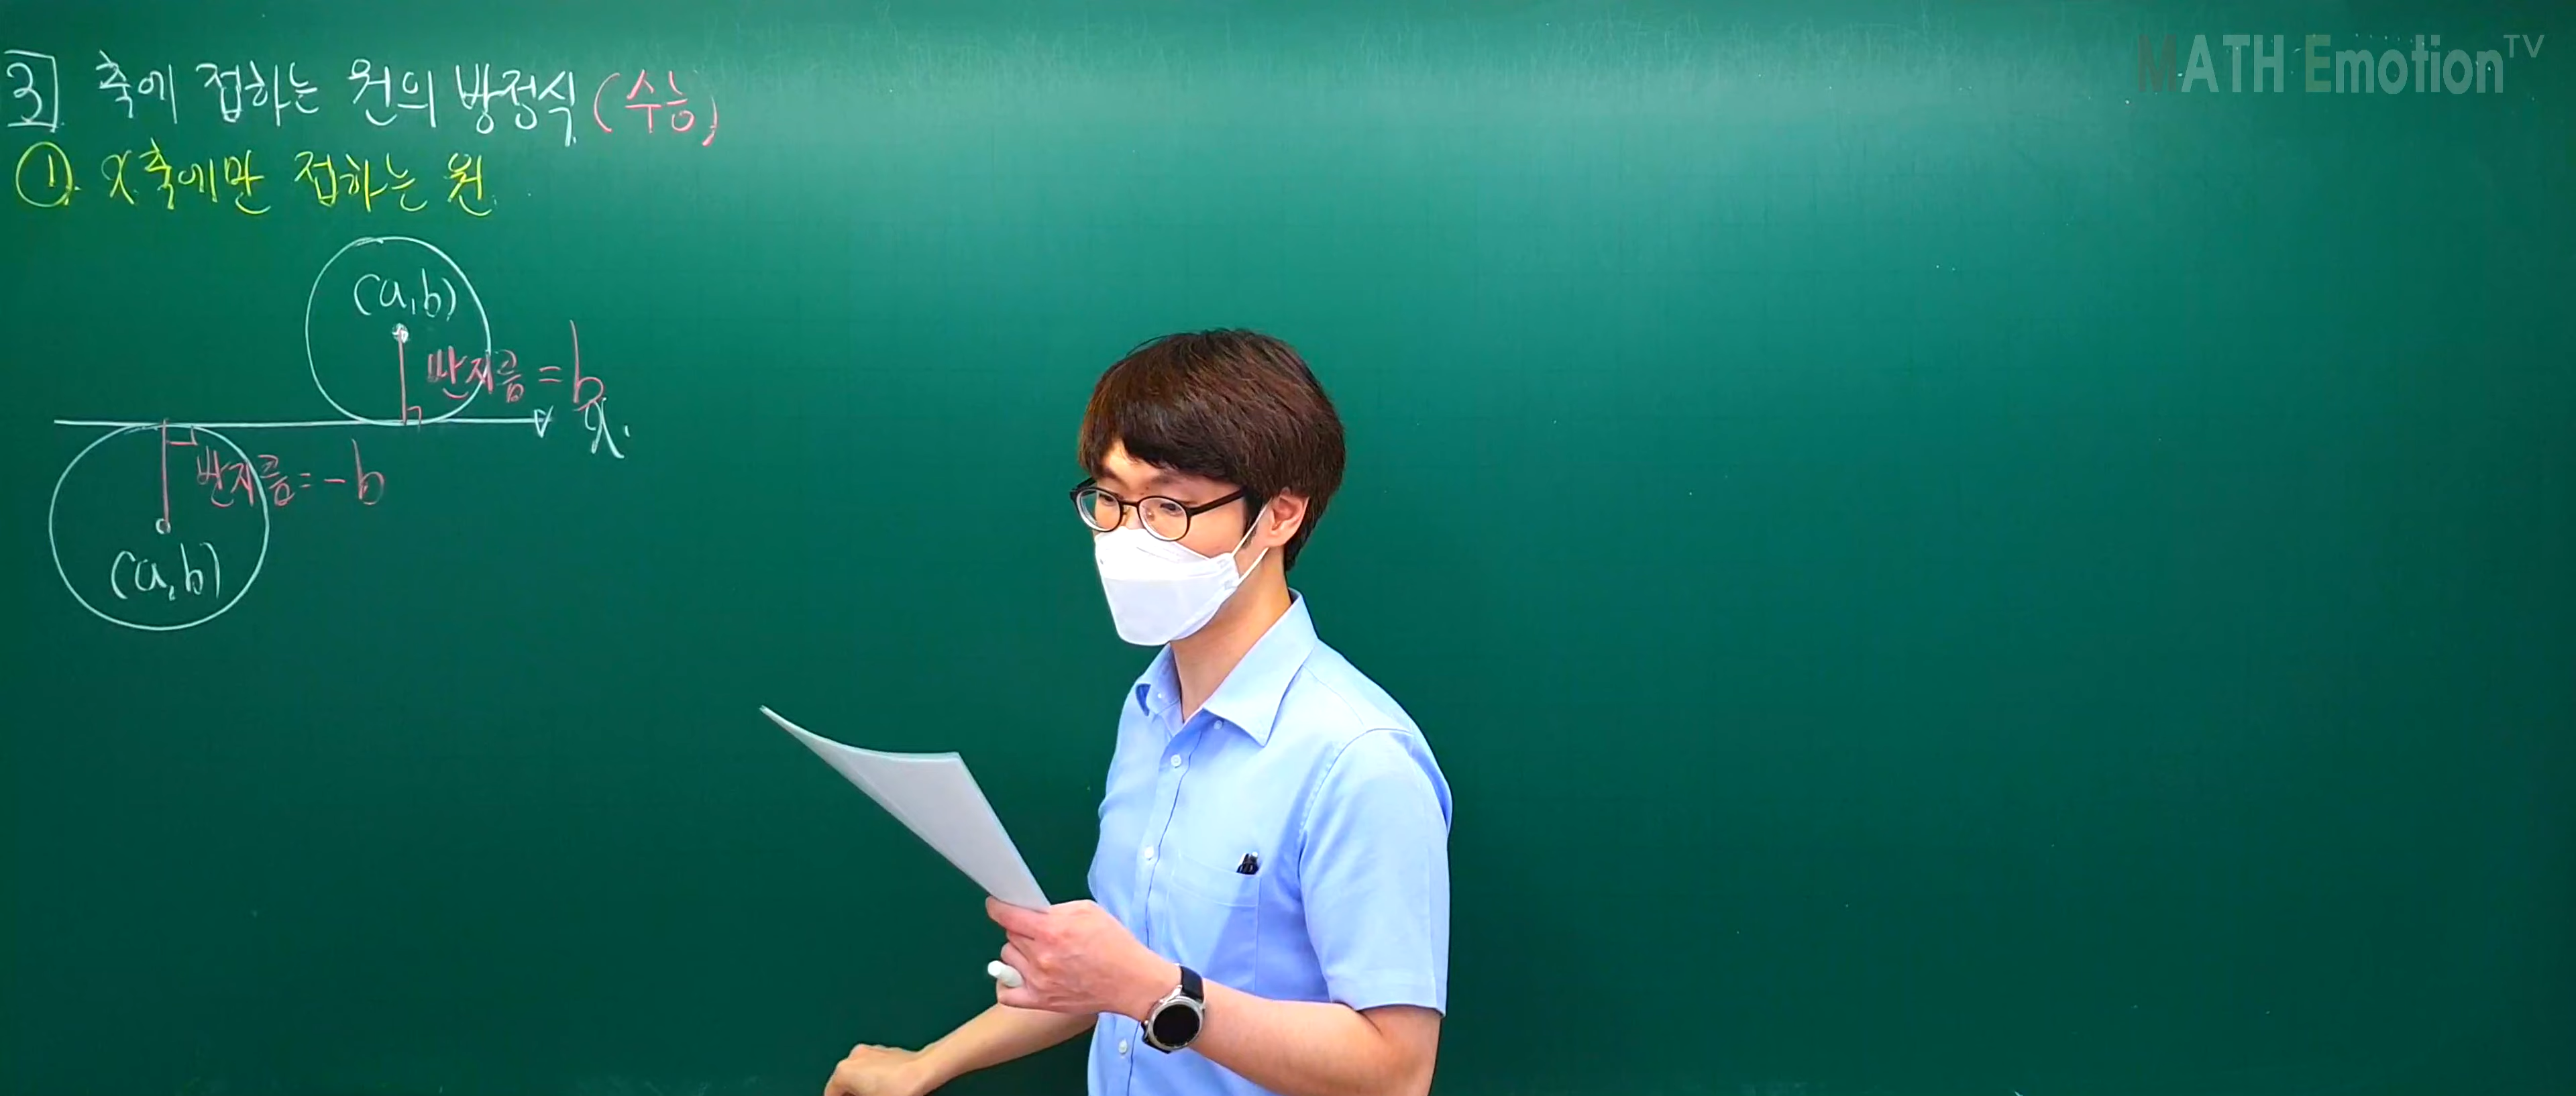 3 축에 접하는 원의 방정식 (수능)
① x축에만 접하는 원
(a, b)
반지름 = b
x
반지름 = -b
(a, b)
MATH Emotion TV